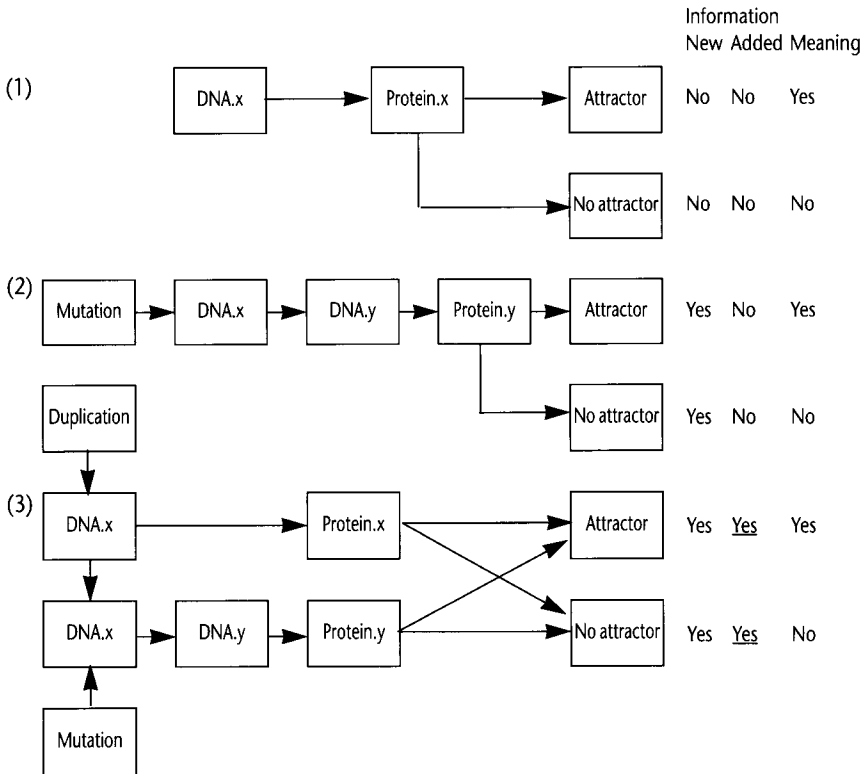 Information
New Added Meaning
(1)
DNA.x
Protein.x
Attractor
No No Yes
No attractor
No No No
(2)
Mutation
DNA.x
DNA.y
Protein.y
Attractor
Yes No Yes
Duplication
No attractor
Yes No No
(3)
DNA.x
Protein.x
Attractor
Yes Yes Yes
DNA.x
DNA.y
Protein.y
No attractor
Yes Yes No
Mutation